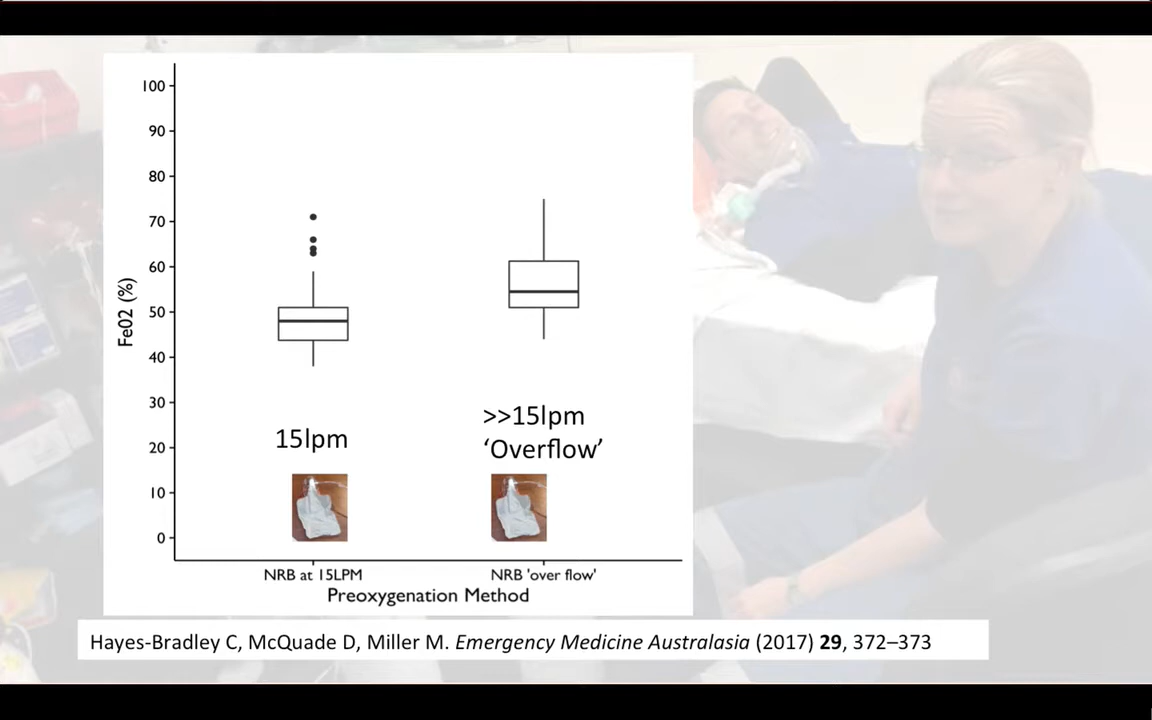 100
90
80
70
60
50
40
30
20
10
0
Fe02 (%)
15lpm
>>15lpm
‘Overflow’
NRB at 15LPM
NRB 'over flow'
Preoxygenation Method
Hayes-Bradley C, McQuade D, Miller M. Emergency Medicine Australasia (2017) 29, 372–373